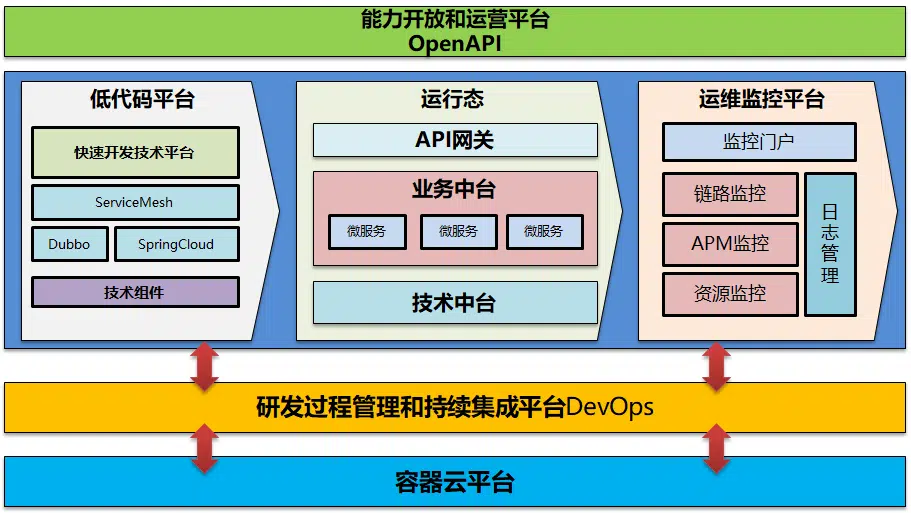 能力开放和运营平台
OpenAPI
低代码平台
快速开发技术平台
ServiceMesh
Dubbo
SpringCloud
技术组件
运行态
API网关
业务中台
微服务
微服务
微服务
技术中台
运维监控平台
监控门户
链路监控
APM监控
资源监控
日志管理
研发过程管理和持续集成平台DevOps
容器云平台